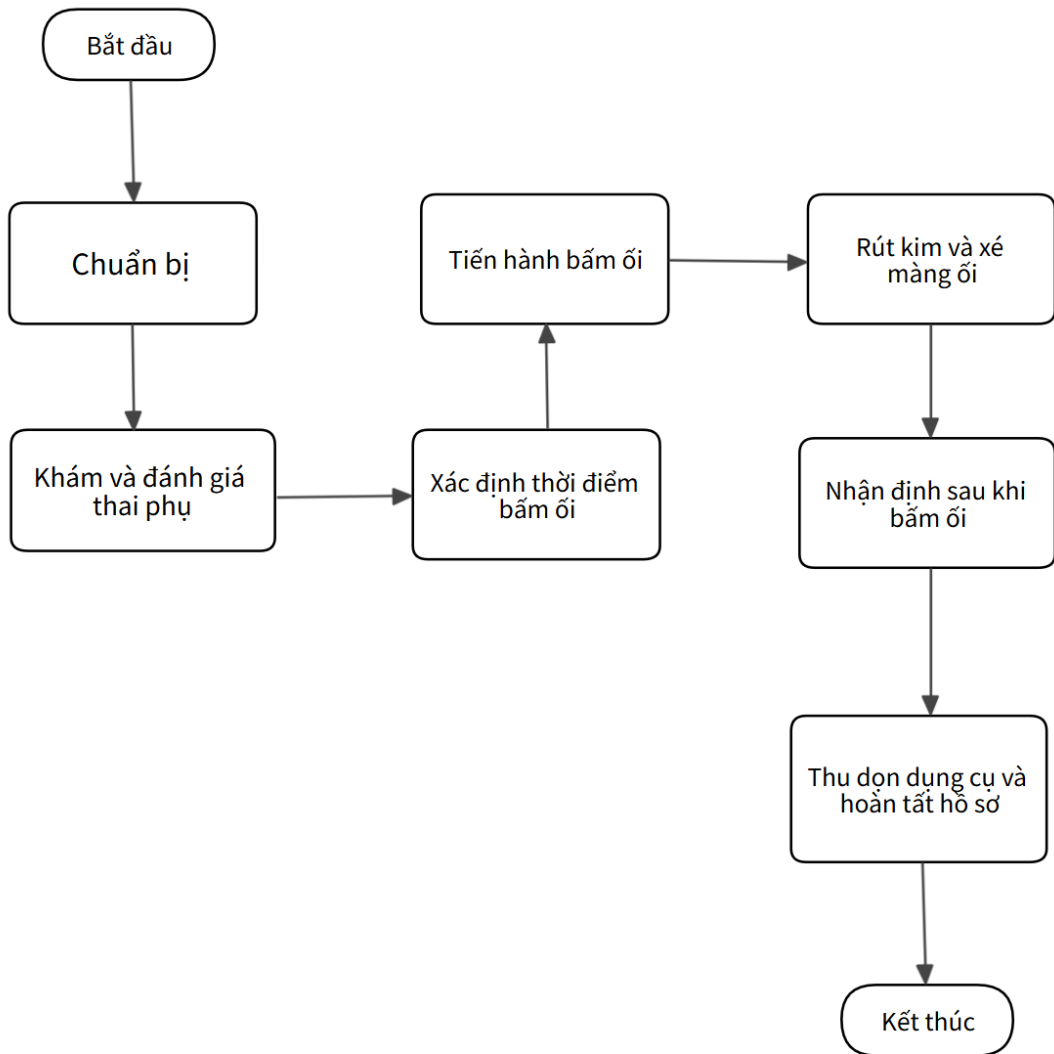 Bắt đầu
Chuẩn bị
Khám và đánh giá
thai phụ
Xác định thời điểm
bấm ối
Tiến hành bấm ối
Rút kim và xé
màng ối
Nhận định sau khi
bấm ối
Thu dọn dụng cụ và
hoàn tất hồ sơ
Kết thúc